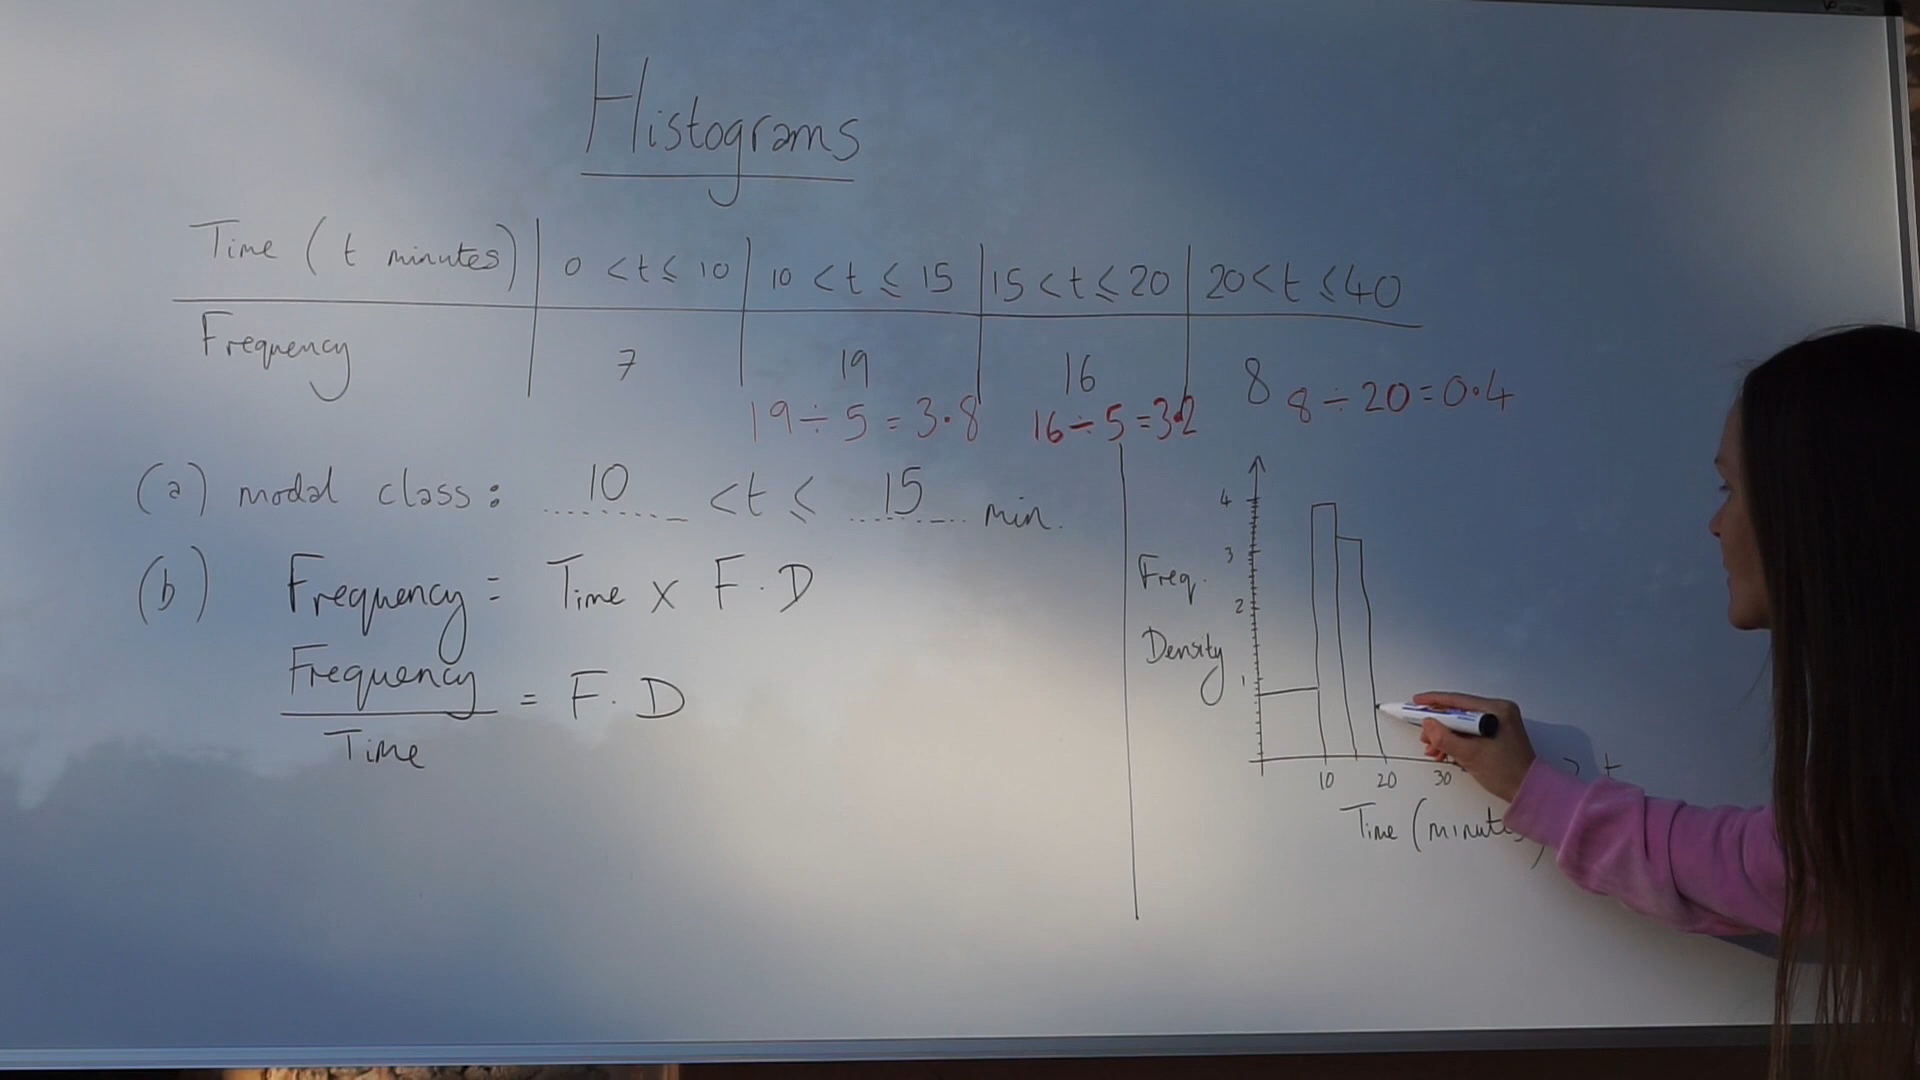 Histograms
Time (t minutes) 0 < t ≤ 10 10 < t ≤ 15 15 < t ≤ 20 20 < t ≤ 40
Frequency 7 19 16 8
19 ÷ 5 = 3.8 16 ÷ 5 = 3.2 8 ÷ 20 = 0.4
(a) modal class: 10 < t ≤ 15 min.
(b) Frequency = Time x F.D
Frequency
Time
= F.D
4
3
2
1
Freq.
Density
10 20 30 t
Time (minutes)